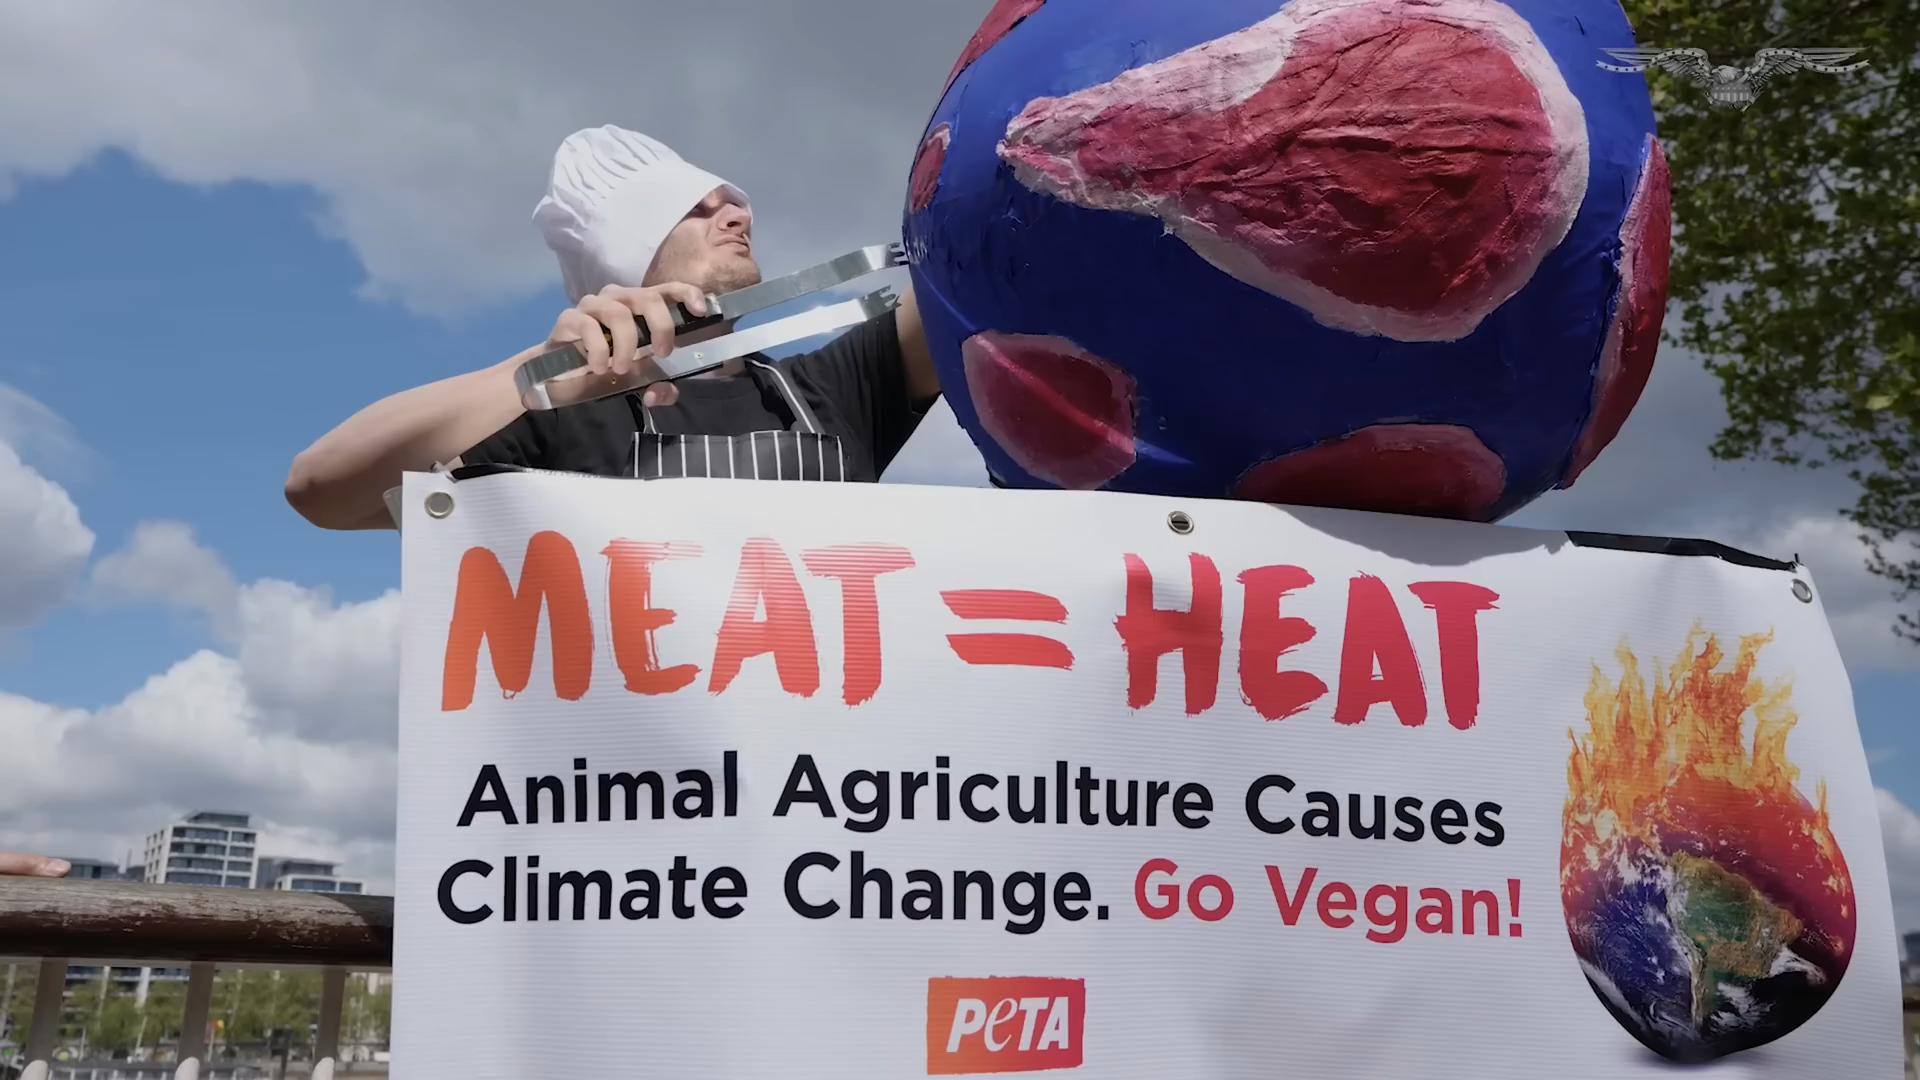 MEAT = HEAT
Animal Agriculture Causes
Climate Change. Go Vegan!
PeTA